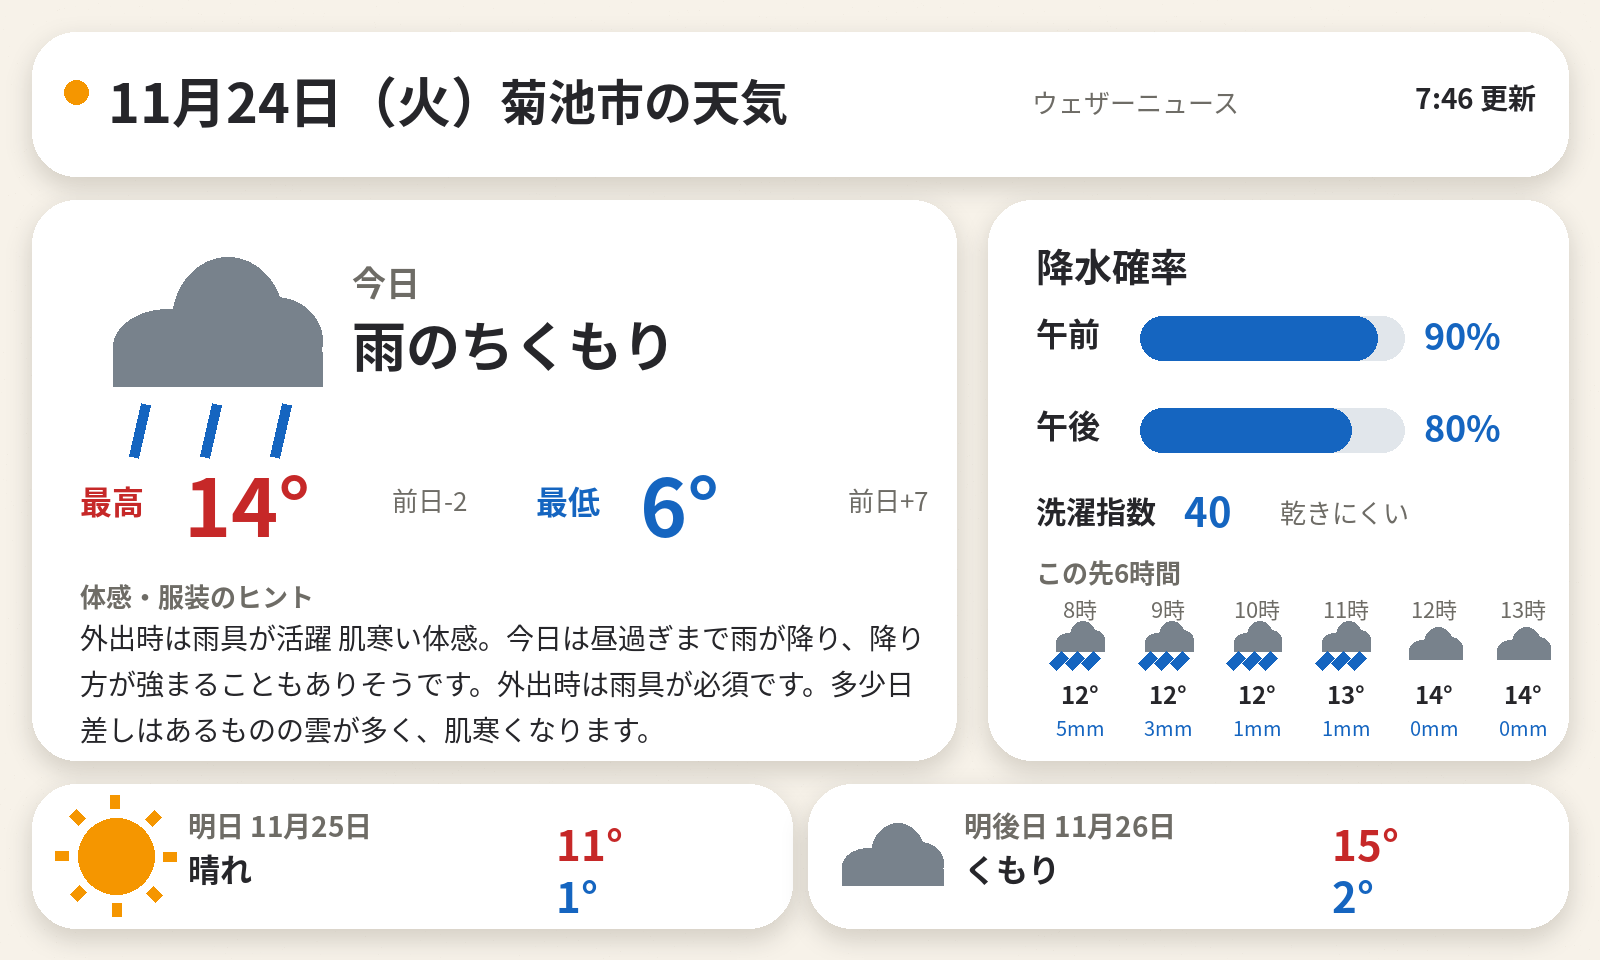 11月24日（火）菊池市の天気
ウェザーニュース
7:46 更新
今日
雨のちくもり
最高 14° 前日-2 最低 6° 前日+7
体感・服装のヒント
外出時は雨具が活躍 肌寒い体感。今日は昼過ぎまで雨が降り、降り
方が強まることもありそうです。外出時は雨具が必須です。多少日
差しはあるものの雲が多く、肌寒くなります。
降水確率
午前 90%
午後 80%
洗濯指数 40 乾きにくい
この先6時間
8時 9時 10時 11時 12時 13時
12° 12° 12° 13° 14° 14°
5mm 3mm 1mm 1mm 0mm 0mm
明日 11月25日
晴れ
11°
1°
明後日 11月26日
くもり
15°
2°